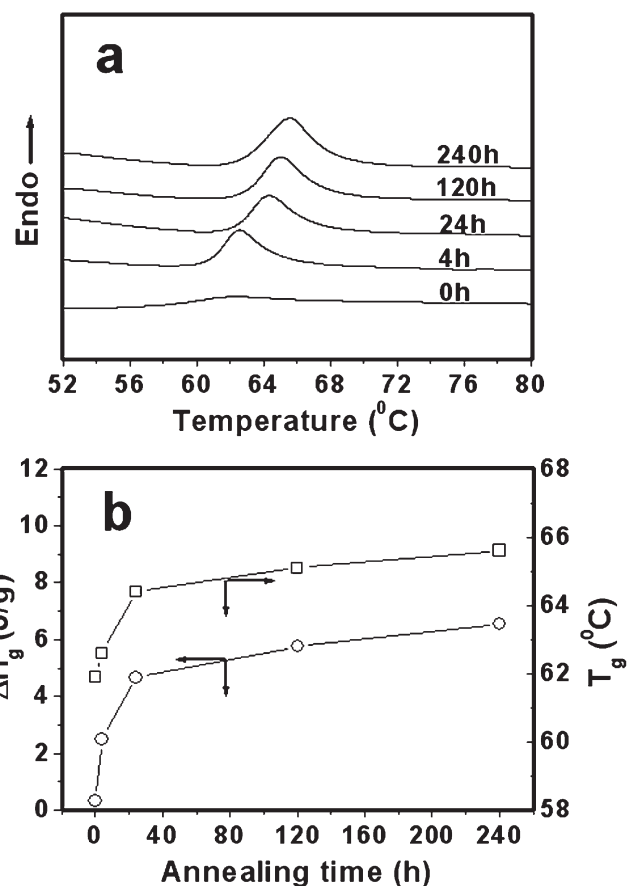 a
Endo
240h
120h
24h
4h
0h
52 56 60 64 68 72 76 80
Temperature (⁰C)
b
12
10
8
6
4
2
0
68
66
64
62
60
58
T_g (⁰C)
0 40 80 120 160 200 240
Annealing time (h)